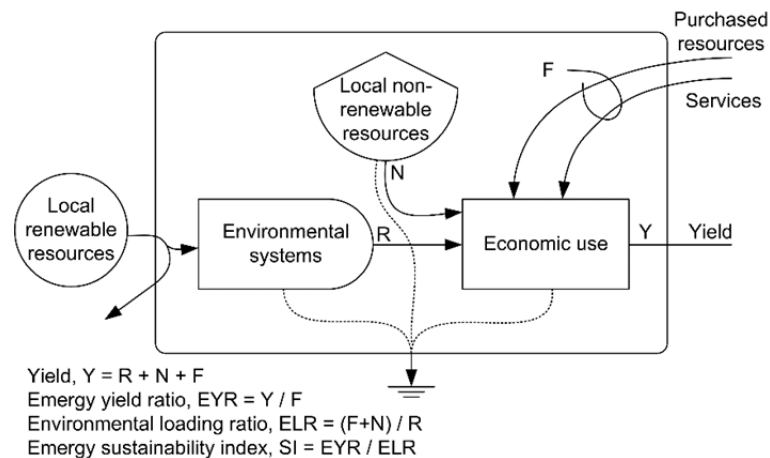 Purchased
resources
F
Services
Local non-
renewable
resources
N
Local
renewable
resources
Environmental
systems
R
Economic use
Y
Yield
Yield, Y = R + N + F
Emergy yield ratio, EYR = Y / F
Environmental loading ratio, ELR = (F+N) / R
Emergy sustainability index, SI = EYR / ELR